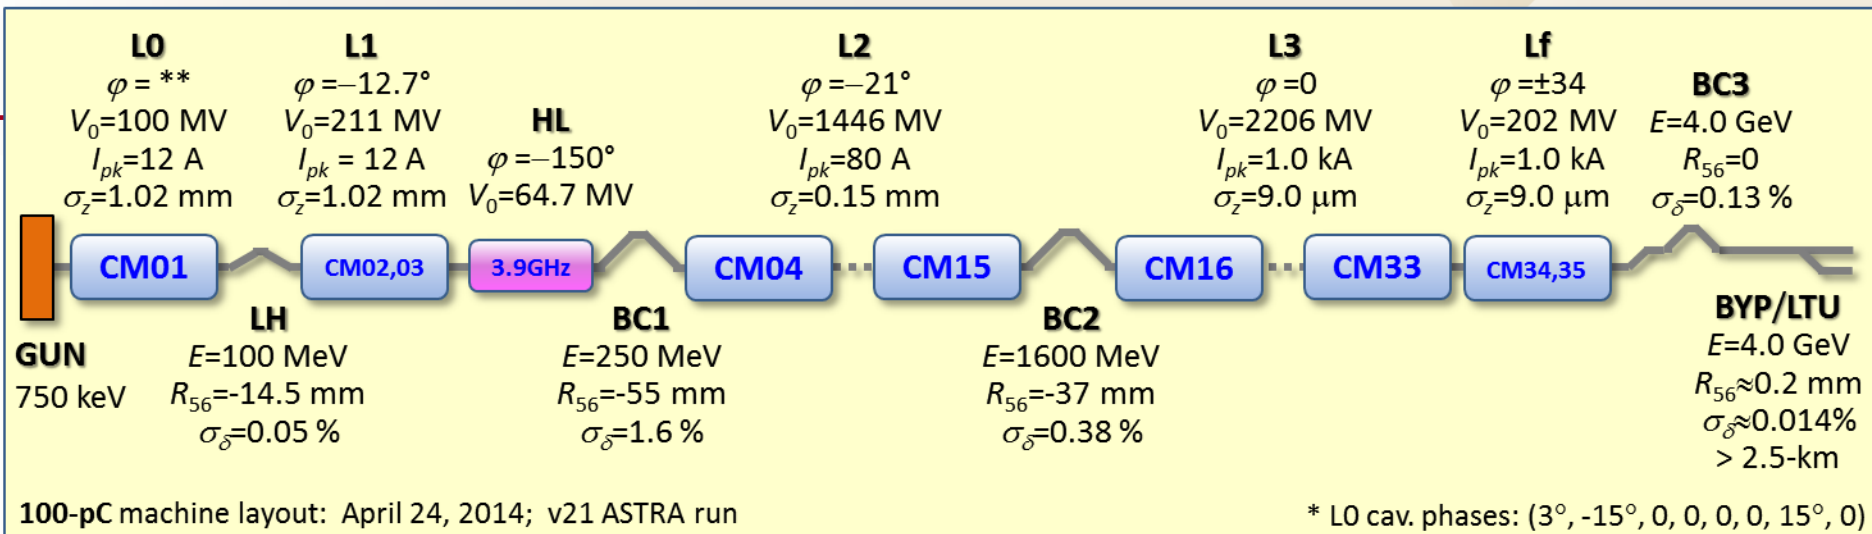 L0
φ = **
V0=100 MV
Ipk=12 A
σz=1.02 mm
L1
φ =−12.7°
V0=211 MV
Ipk = 12 A
σz=1.02 mm
HL
φ =−150°
V0=64.7 MV
L2
φ =−21°
V0=1446 MV
Ipk=80 A
σz=0.15 mm
L3
φ =0
V0=2206 MV
Ipk=1.0 kA
σz=9.0 μm
Lf
φ =±34
V0=202 MV
Ipk=1.0 kA
σz=9.0 μm
BC3
E=4.0 GeV
R56=0
σδ=0.13 %
CM01
CM02,03
3.9GHz
CM04
CM15
CM16
CM33
CM34,35
GUN
750 keV
LH
E=100 MeV
R56=-14.5 mm
σδ=0.05 %
BC1
E=250 MeV
R56=-55 mm
σδ=1.6 %
BC2
E=1600 MeV
R56=-37 mm
σδ=0.38 %
BYP/LTU
E=4.0 GeV
R56≈0.2 mm
σδ≈0.014%
> 2.5-km
100-pC machine layout: April 24, 2014; v21 ASTRA run
* L0 cav. phases: (3°, -15°, 0, 0, 0, 0, 15°, 0)